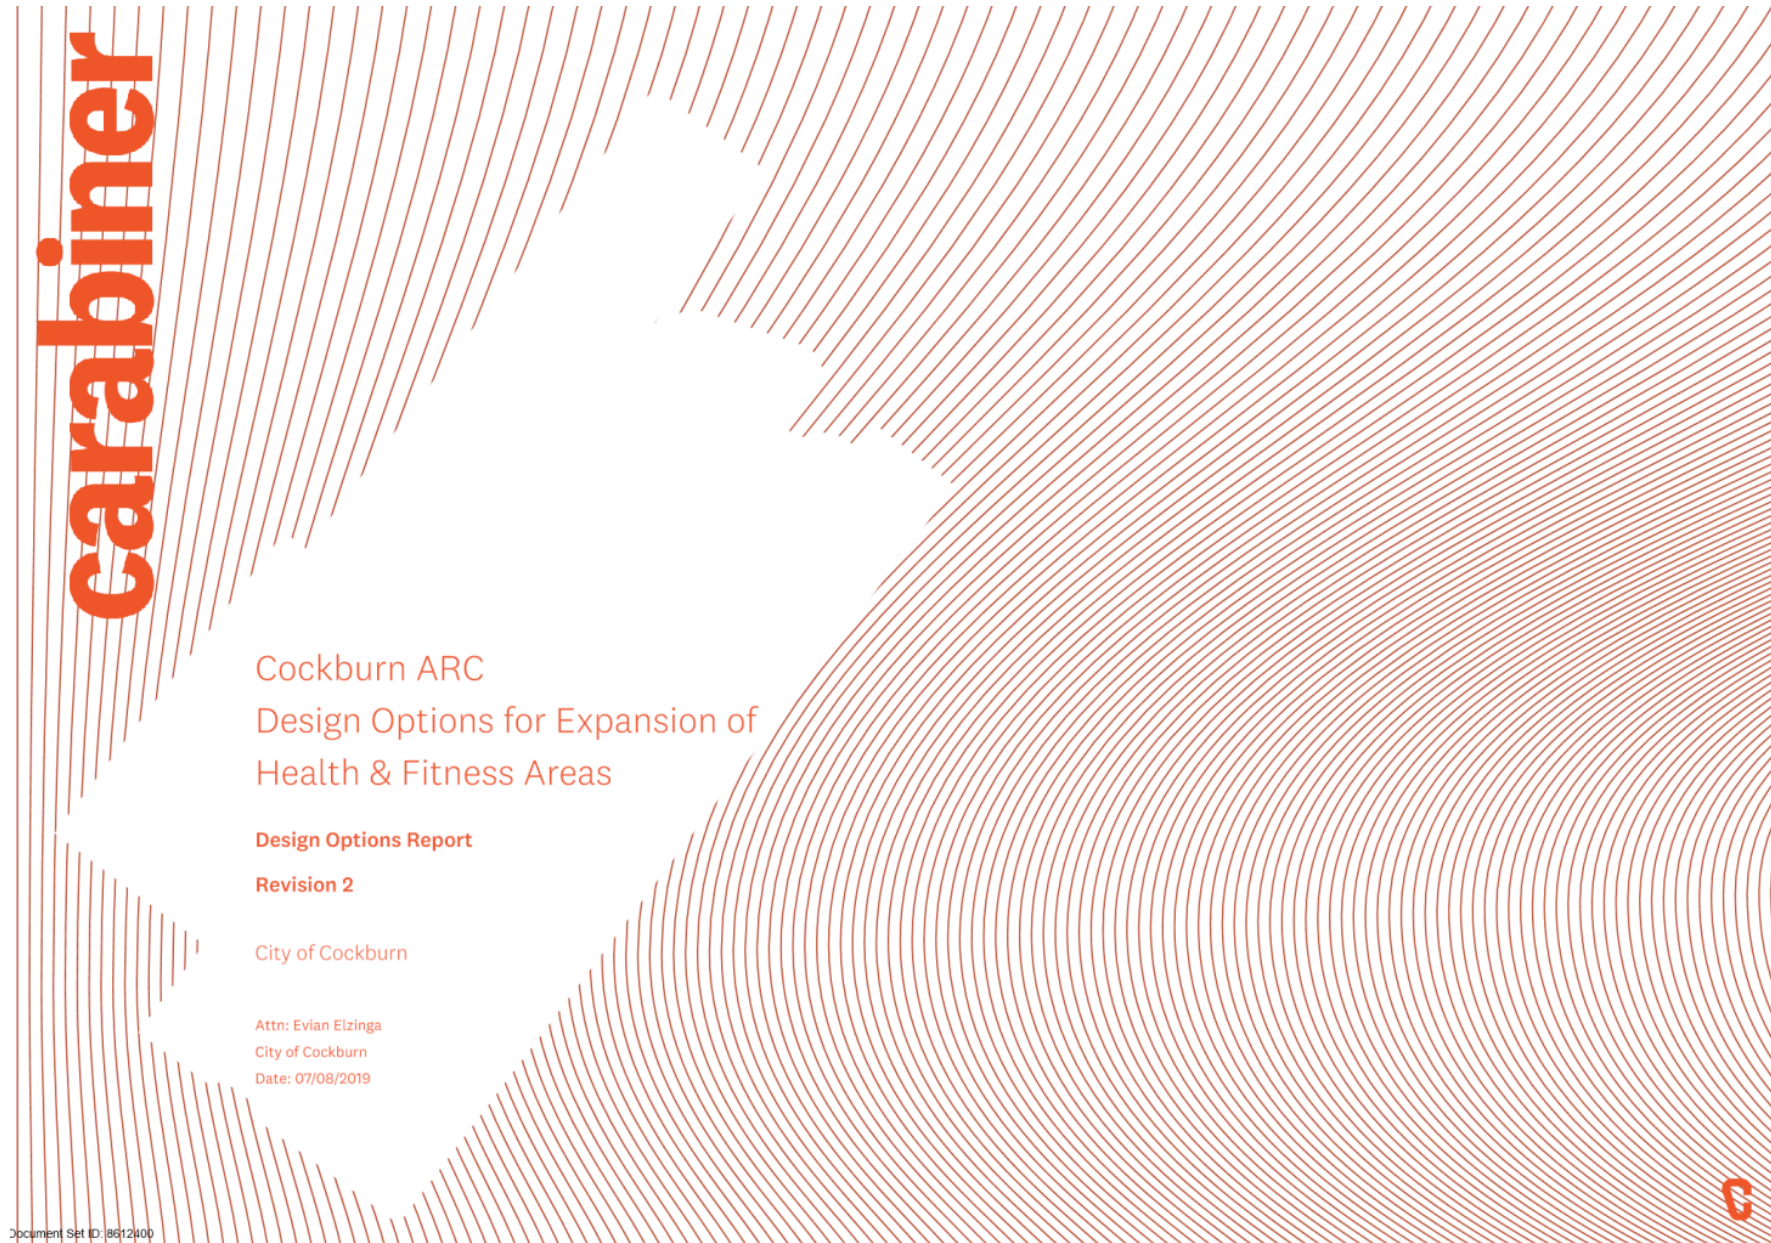 carabiner
Cockburn ARC
Design Options for Expansion of
Health & Fitness Areas
Design Options Report
Revision 2
City of Cockburn
Attn: Evian Elzinga
City of Cockburn
Date: 07/08/2019
Document Set ID: 8612400